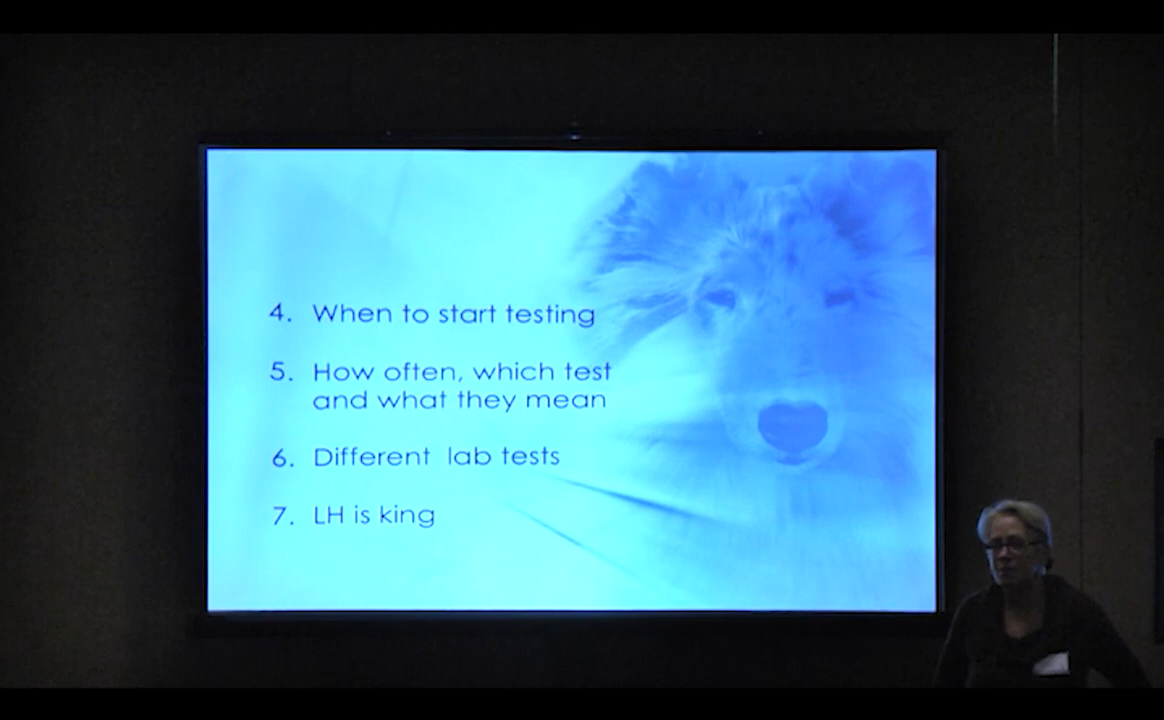 4. When to start testing
5. How often, which test
and what they mean
6. Different lab tests
7. LH is king